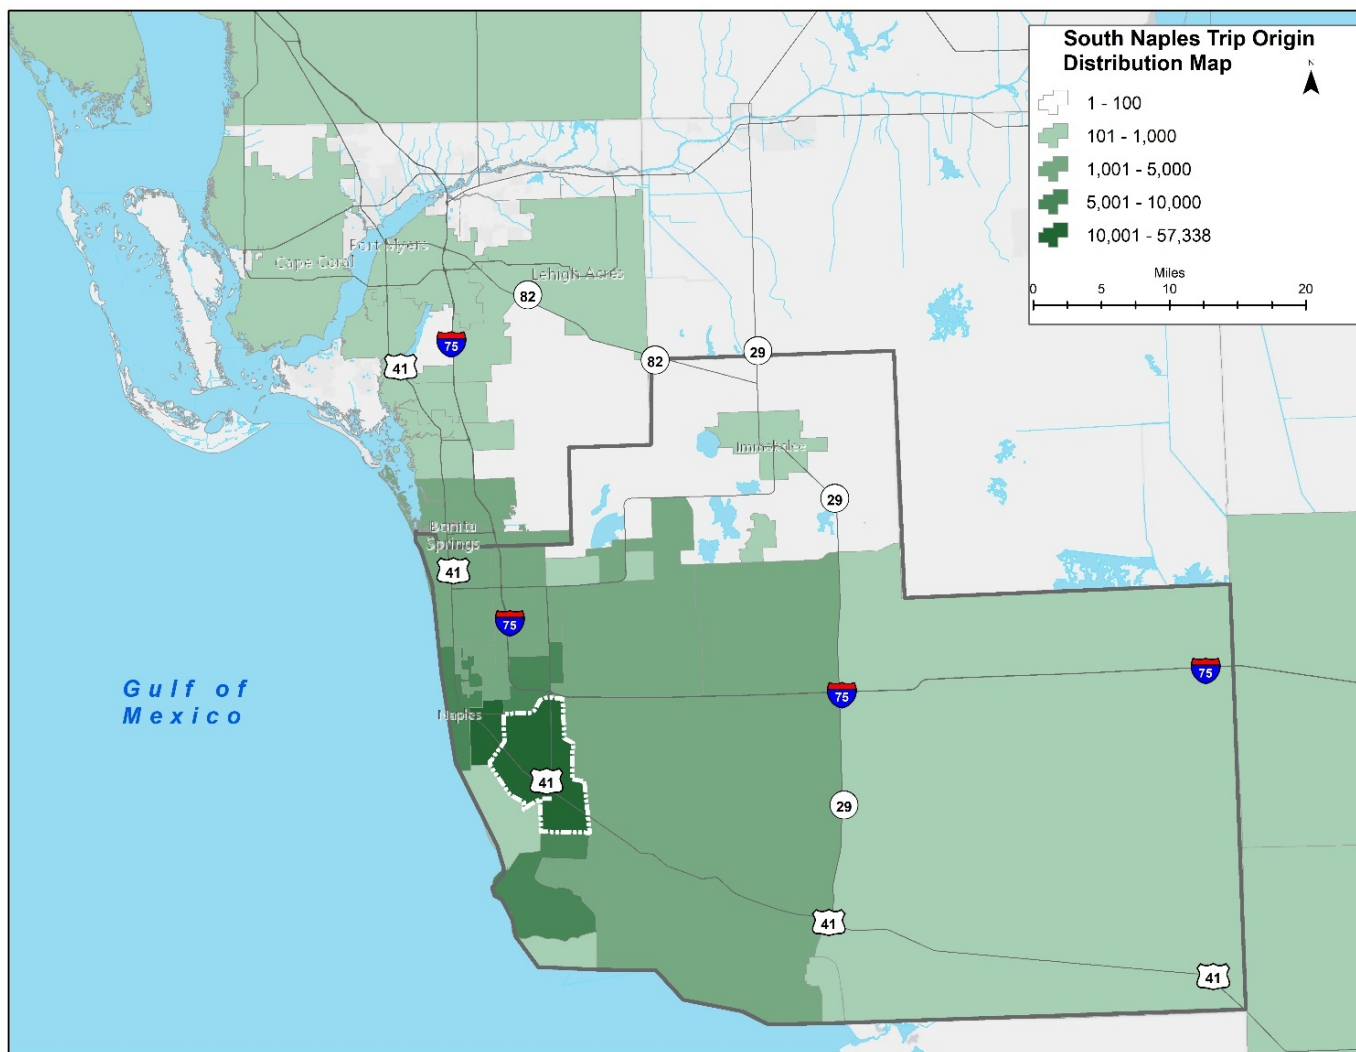 South Naples Trip Origin
Distribution Map
N
1 - 100
101 - 1,000
1,001 - 5,000
5,001 - 10,000
10,001 - 57,338
Miles
0 5 10 15 20
Fort Myers
Cape Coral
Lehigh Acres
82
75
41
82
29
Immokalee
29
Bonita
Springs
41
75
75
75
Gulf of
Mexico
Naples
41
29
41
41